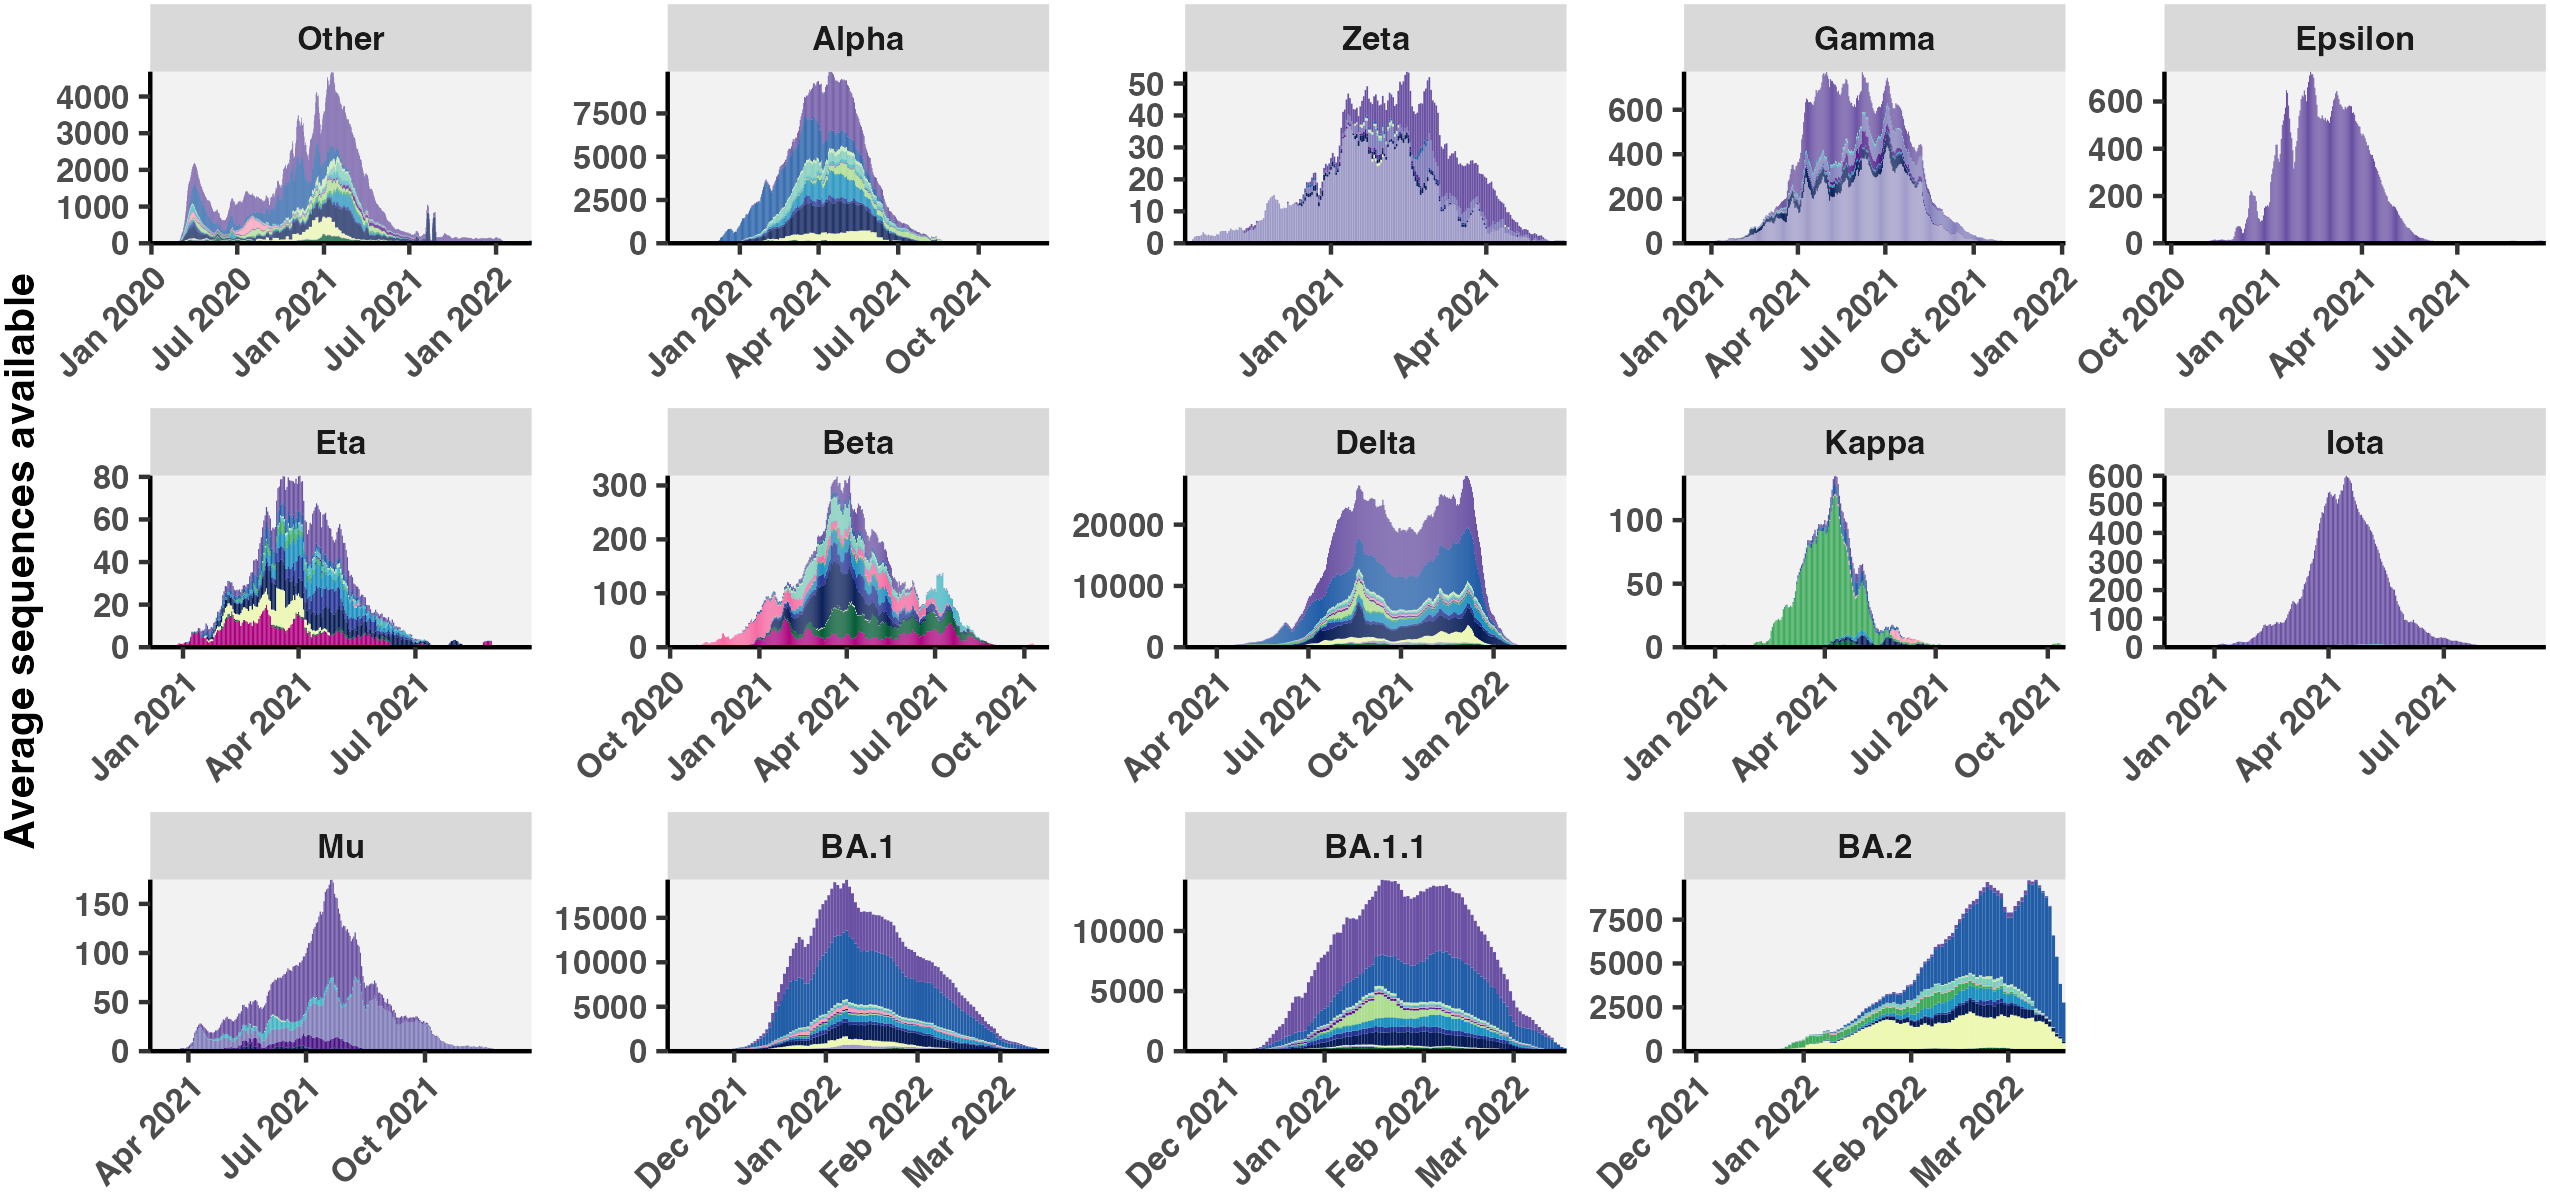 Average sequences available
Other
4000
3000
2000
1000
0
Jan 2020
Jul 2020
Jan 2021
Jul 2021
Jan 2022
Alpha
7500
5000
2500
0
Jan 2021
Apr 2021
Jul 2021
Oct 2021
Zeta
50
40
30
20
10
0
Jan 2021
Apr 2021
Gamma
600
400
200
0
Jan 2021
Apr 2021
Jul 2021
Oct 2021
Jan 2022
Epsilon
600
400
200
0
Oct 2020
Jan 2021
Apr 2021
Jul 2021
Eta
80
60
40
20
0
Jan 2021
Apr 2021
Jul 2021
Beta
300
200
100
0
Oct 2020
Jan 2021
Apr 2021
Jul 2021
Oct 2021
Delta
20000
10000
0
Apr 2021
Jul 2021
Oct 2021
Jan 2022
Kappa
100
50
0
Jan 2021
Apr 2021
Jul 2021
Oct 2021
Iota
600
500
400
300
200
100
0
Jan 2021
Apr 2021
Jul 2021
Mu
150
100
50
0
Apr 2021
Jul 2021
Oct 2021
BA.1
15000
10000
5000
0
Dec 2021
Jan 2022
Feb 2022
Mar 2022
BA.1.1
10000
5000
0
Dec 2021
Jan 2022
Feb 2022
Mar 2022
BA.2
7500
5000
2500
0
Dec 2021
Jan 2022
Feb 2022
Mar 2022